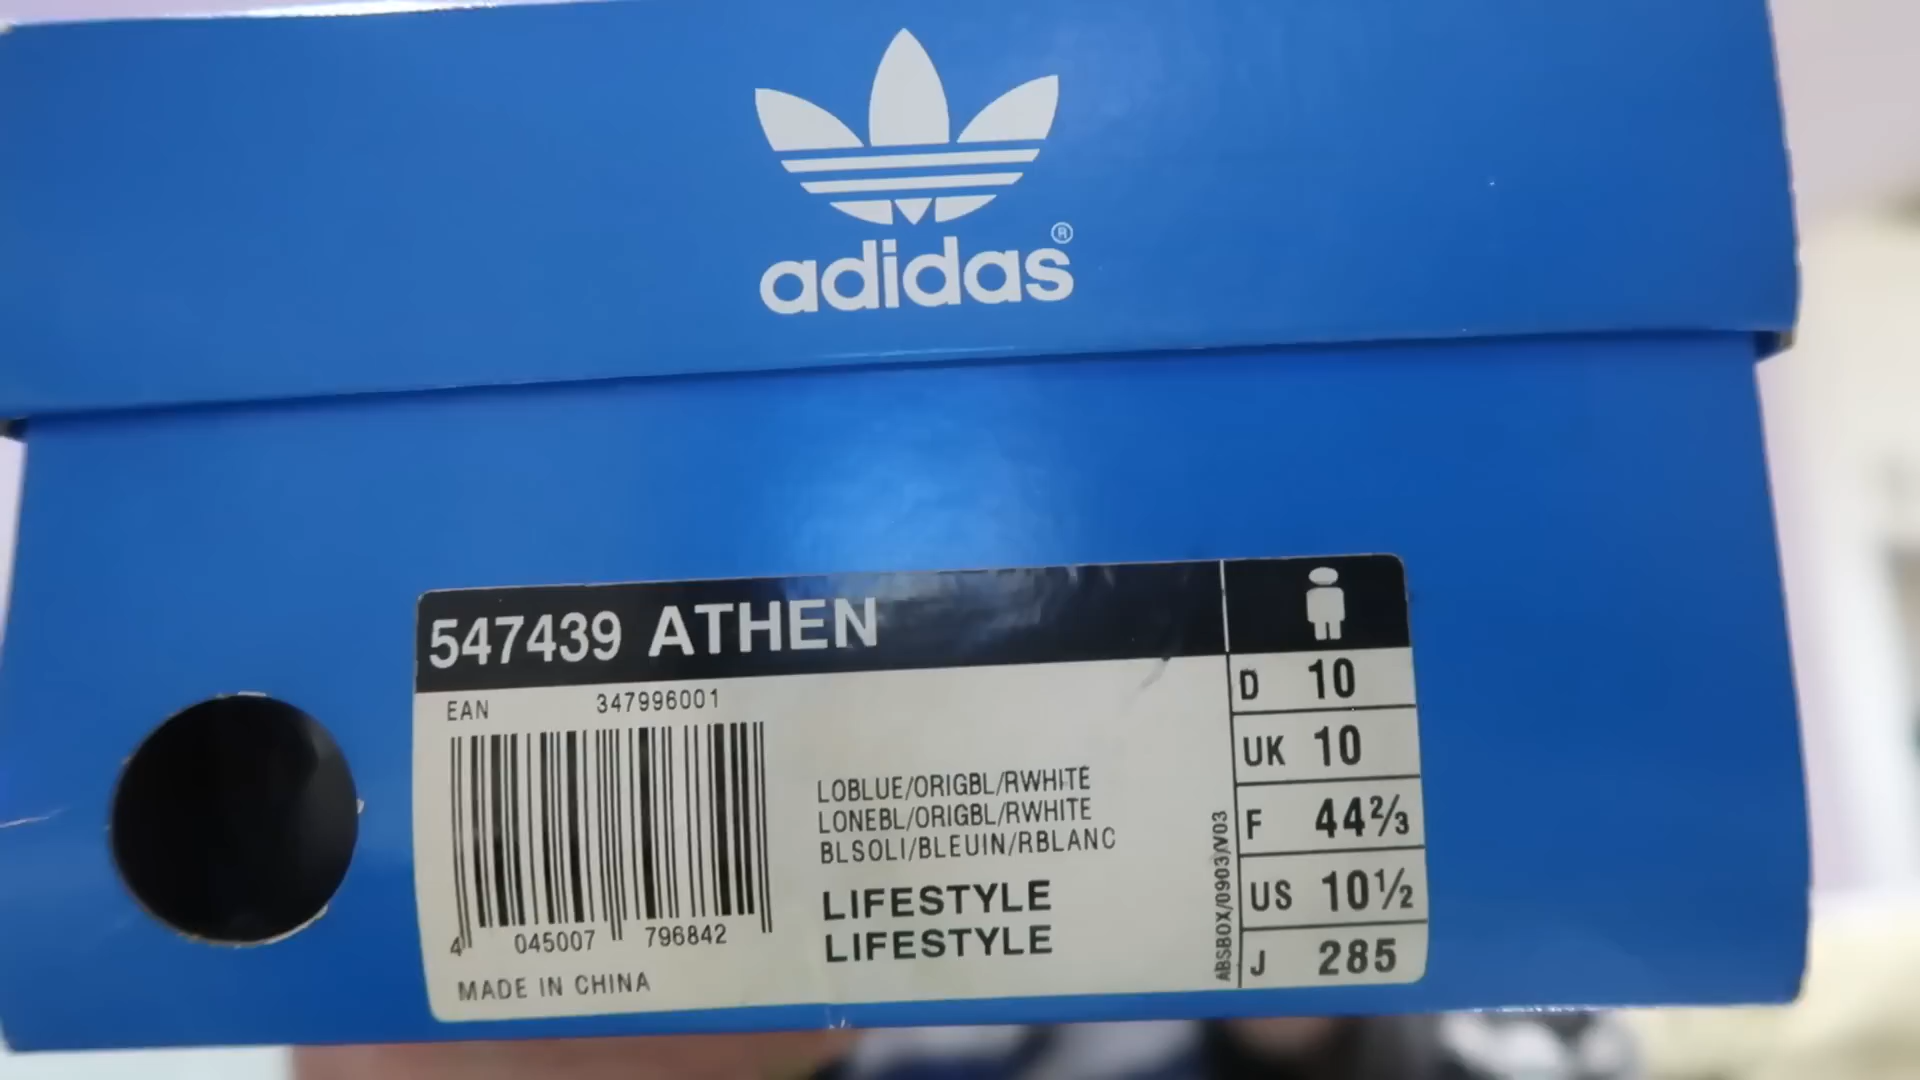 adidas®
547439 ATHEN
EAN 347996001
4 045007 796842
MADE IN CHINA
LOBLUE/ORIGBL/RWHITE
LONEBL/ORIGBL/RWHITE
BLSOLI/BLEUIN/RBLANC
LIFESTYLE
LIFESTYLE
ABSBOX/0903/V03
D 10
UK 10
F 44⅔
US 10½
J 285